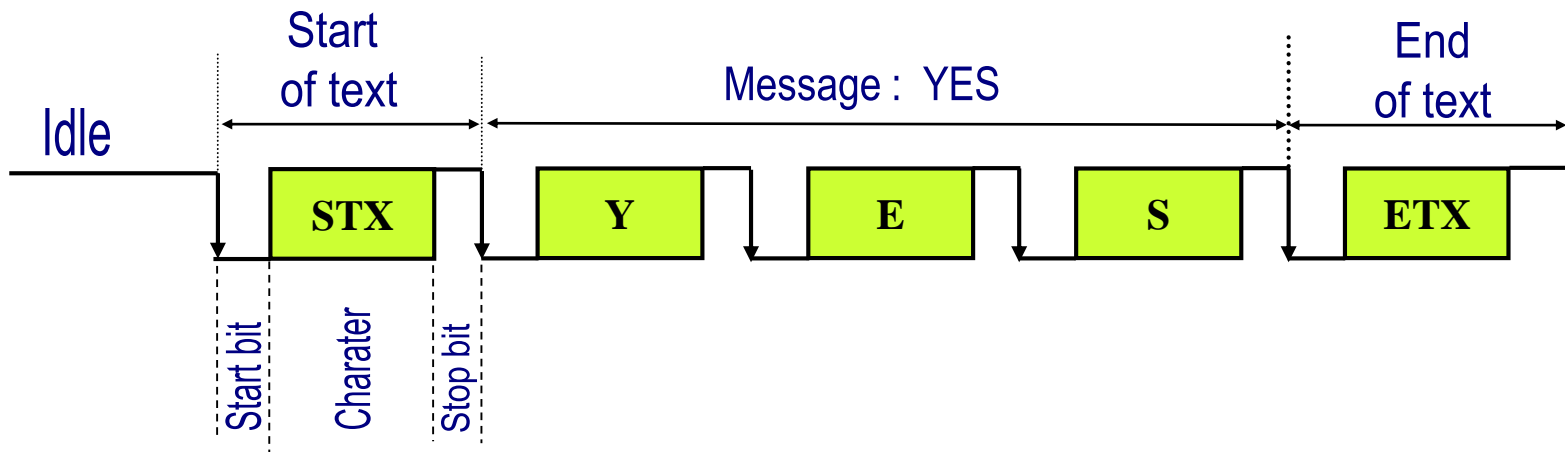 Start
of text
Message : YES
End
of text
Idle
STX
Y
E
S
ETX
Start bit
Charater
Stop bit